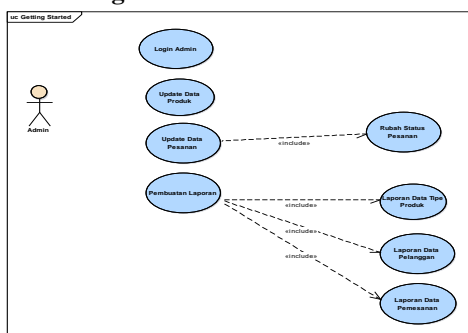 uc Getting Started
Login Admin
Admin
Update Data
Produk
Update Data
Pesanan
Rubah Status
Pesanan
«include»
Pembuatan Laporan
Laporan Data Tipe
Produk
«include»
«include»
Laporan Data
Pelanggan
«include»
Laporan Data
Pemesanan